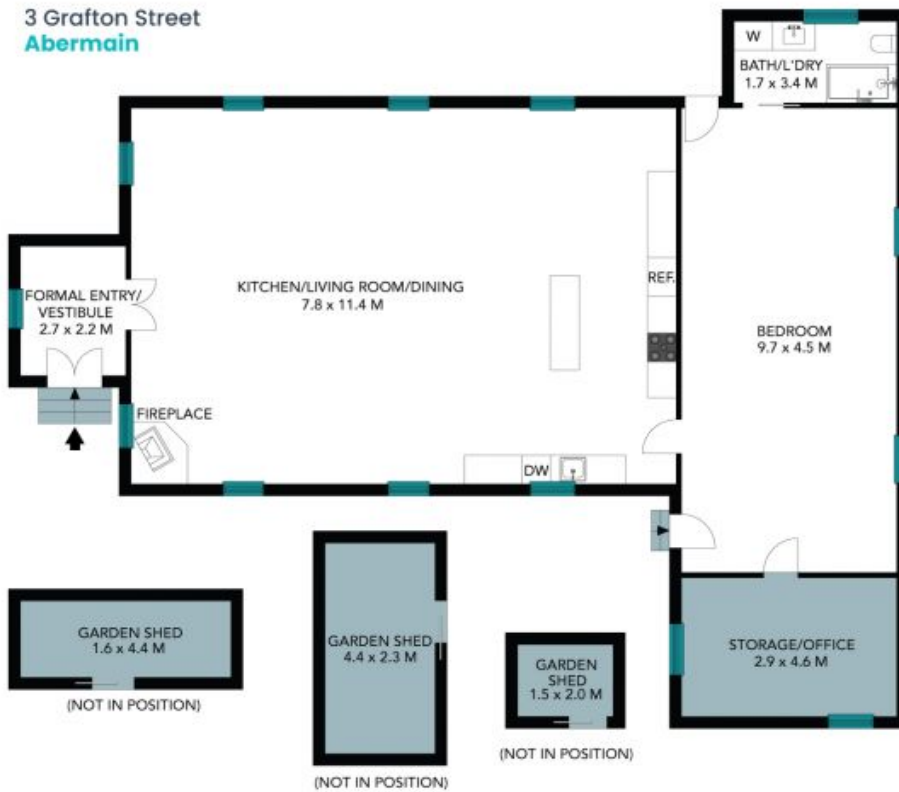 3 Grafton Street
Abermain
W
BATH/L'DRY
1.7 x 3.4 M
KITCHEN/LIVING ROOM/DINING
7.8 x 11.4 M
REF.
FORMAL ENTRY/
VESTIBULE
2.7 x 2.2 M
BEDROOM
9.7 x 4.5 M
FIREPLACE
DW
GARDEN SHED
1.6 x 4.4 M
(NOT IN POSITION)
GARDEN SHED
4.4 x 2.3 M
(NOT IN POSITION)
GARDEN
SHED
1.5 x 2.0 M
(NOT IN POSITION)
STORAGE/OFFICE
2.9 x 4.6 M